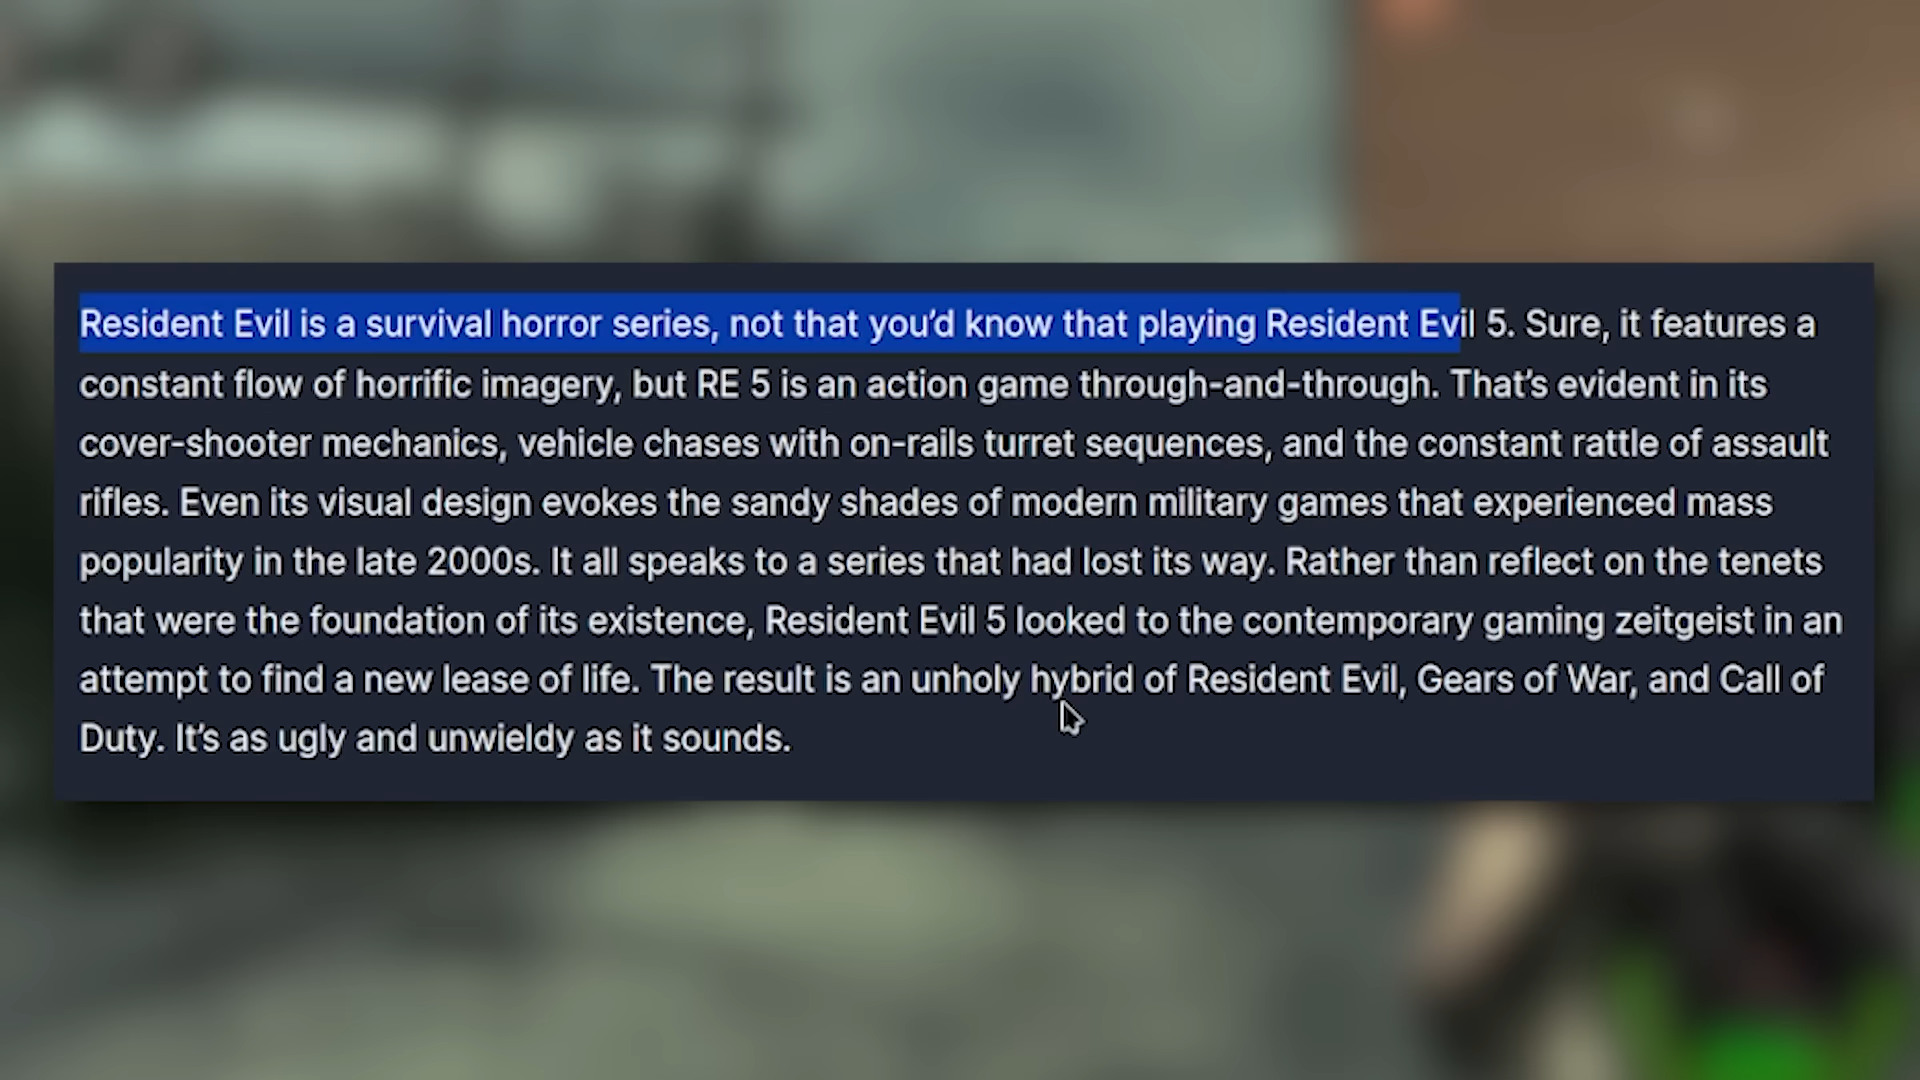 Resident Evil is a survival horror series, not that you’d know that playing Resident Evil 5. Sure, it features a
constant flow of horrific imagery, but RE 5 is an action game through-and-through. That’s evident in its
cover-shooter mechanics, vehicle chases with on-rails turret sequences, and the constant rattle of assault
rifles. Even its visual design evokes the sandy shades of modern military games that experienced mass
popularity in the late 2000s. It all speaks to a series that had lost its way. Rather than reflect on the tenets
that were the foundation of its existence, Resident Evil 5 looked to the contemporary gaming zeitgeist in an
attempt to find a new lease of life. The result is an unholy hybrid of Resident Evil, Gears of War, and Call of
Duty. It’s as ugly and unwieldy as it sounds.